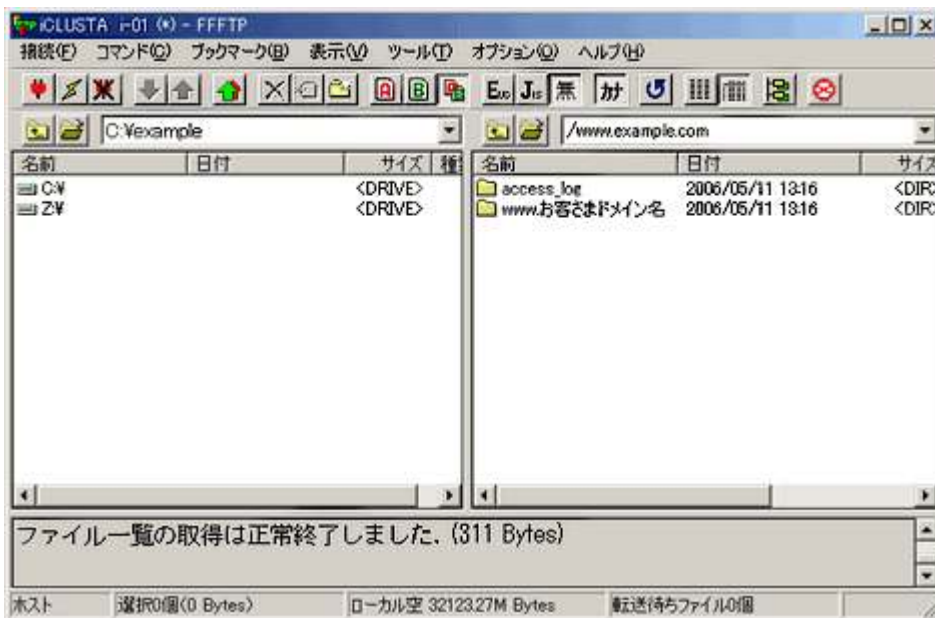 iCLUSTA i-01 (*) - FFFTP
接続(F) コマンド(C) ブックマーク(B) 表示(V) ツール(T) オプション(O) ヘルプ(H)
A B Euc Jis 無 カナ
C:¥example /www.example.com
名前 日付 サイズ 名前 日付 サイズ
C:¥ <DRIVE> access_log 2006/05/11 13:16 <DIR>
Z:¥ <DRIVE> www.お客さまドメイン名 2006/05/11 13:16 <DIR>
ファイル一覧の取得は正常終了しました. (311 Bytes)
ホスト 選択0個(0 Bytes) ローカル空 32123.27M Bytes 転送待ちファイル0個